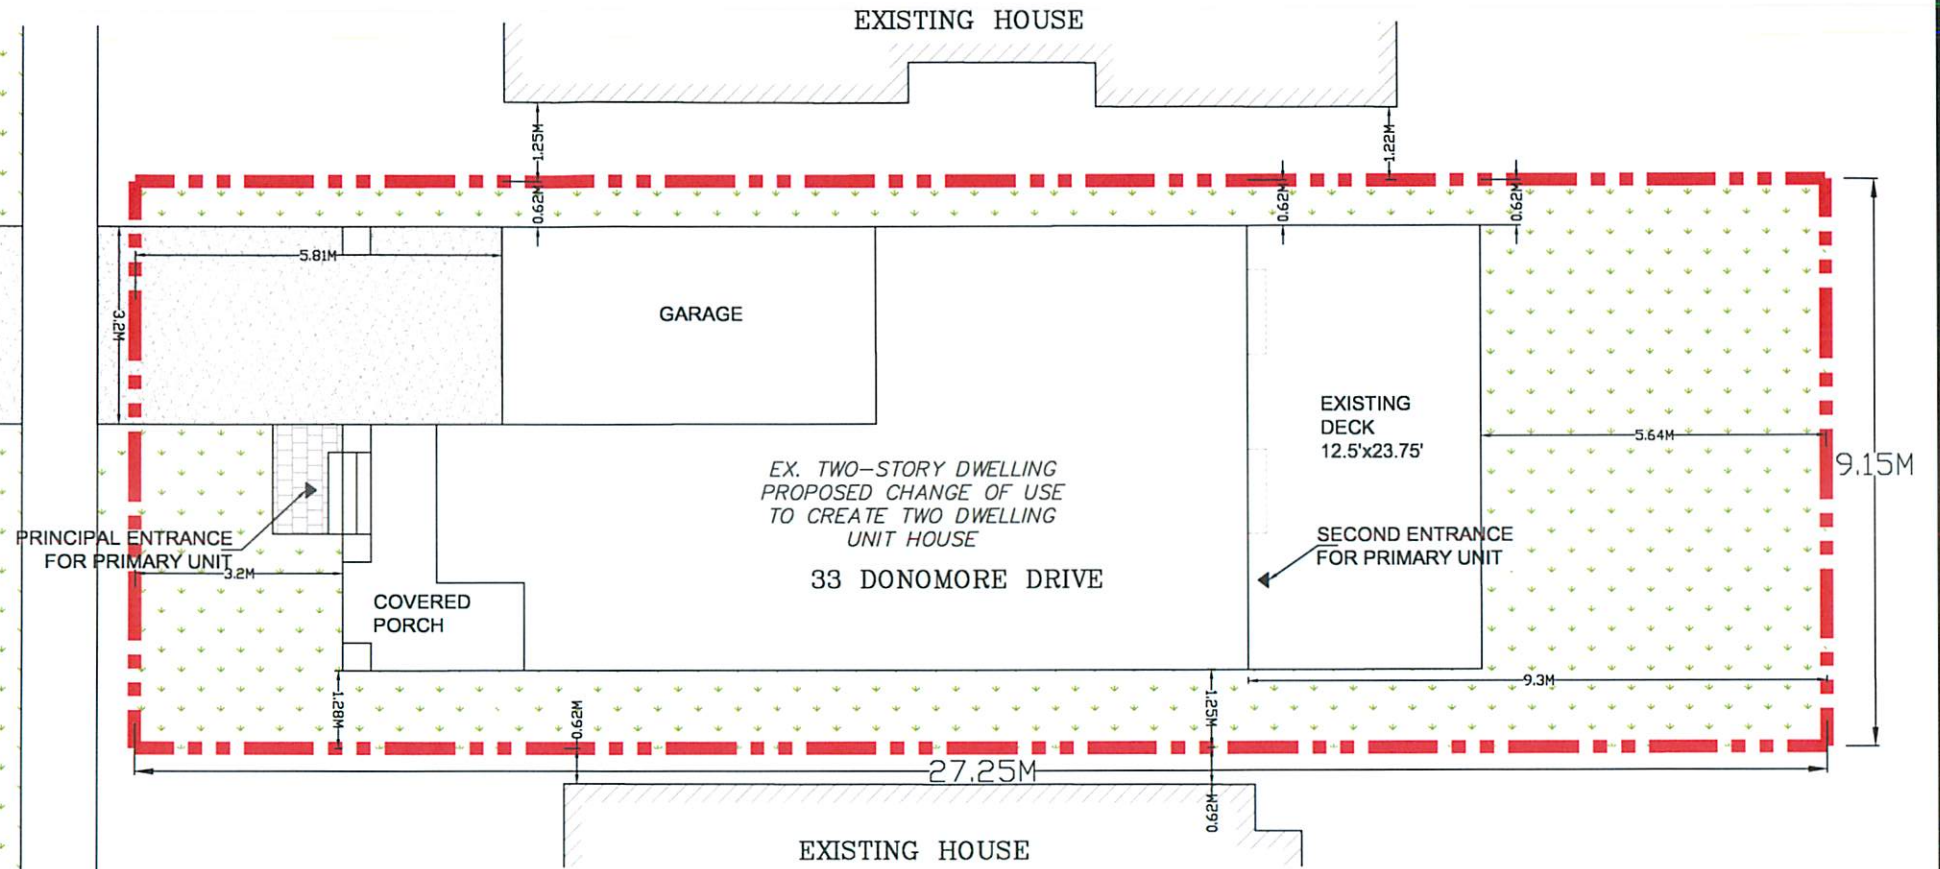 EXISTING HOUSE
1.25M
1.22M
0.62M
0.62M
0.62M
5.81M
3.2M
GARAGE
EXISTING
DECK
12.5'x23.75'
5.64M
9.15M
EX. TWO-STORY DWELLING
PROPOSED CHANGE OF USE
TO CREATE TWO DWELLING
UNIT HOUSE
33 DONOMORE DRIVE
PRINCIPAL ENTRANCE
FOR PRIMARY UNIT
3.2M
SECOND ENTRANCE
FOR PRIMARY UNIT
COVERED
PORCH
1.28M
0.62M
1.25M
9.3M
27.25M
0.62M
EXISTING HOUSE